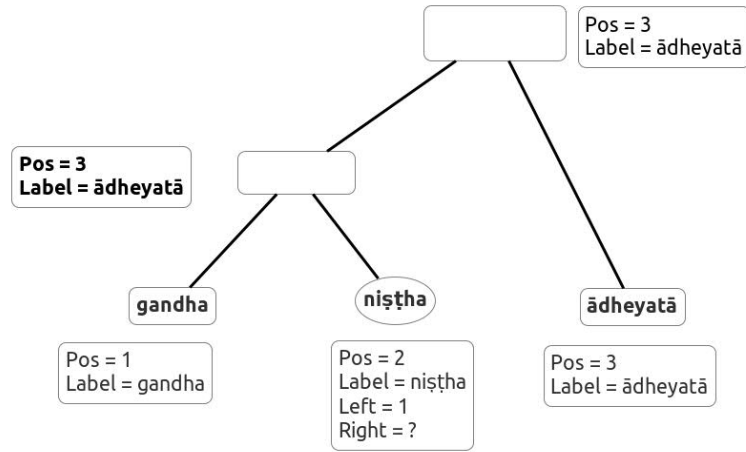 Pos = 3
Label = ādheyatā
Pos = 3
Label = ādheyatā
gandha
niṣṭha
ādheyatā
Pos = 1
Label = gandha
Pos = 2
Label = niṣṭha
Left = 1
Right = ?
Pos = 3
Label = ādheyatā